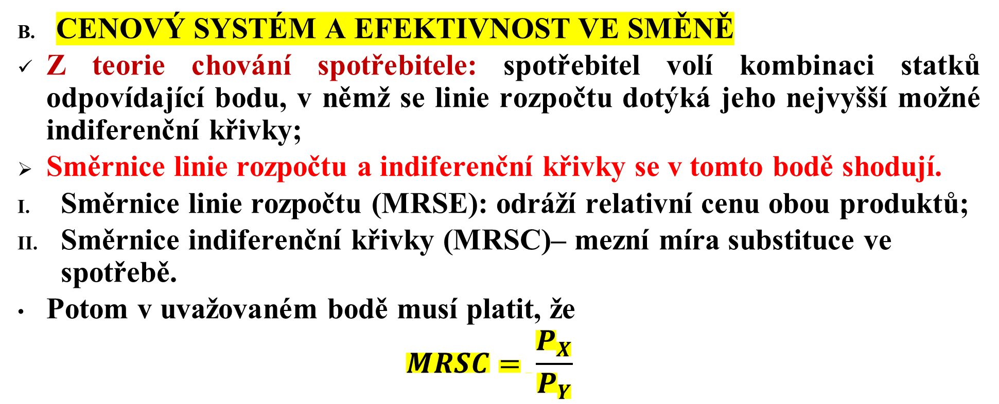 B. CENOVÝ SYSTÉM A EFEKTIVNOST VE SMĚNĚ
✓ Z teorie chování spotřebitele: spotřebitel volí kombinaci statků
odpovídající bodu, v němž se linie rozpočtu dotýká jeho nejvyšší možné
indiferenční křivky;
➢ Směrnice linie rozpočtu a indiferenční křivky se v tomto bodě shodují.
I. Směrnice linie rozpočtu (MRSE): odráží relativní cenu obou produktů;
II. Směrnice indiferenční křivky (MRSC)– mezní míra substituce ve
spotřebě.
• Potom v uvažovaném bodě musí platit, že
MRSC = P_X / P_Y